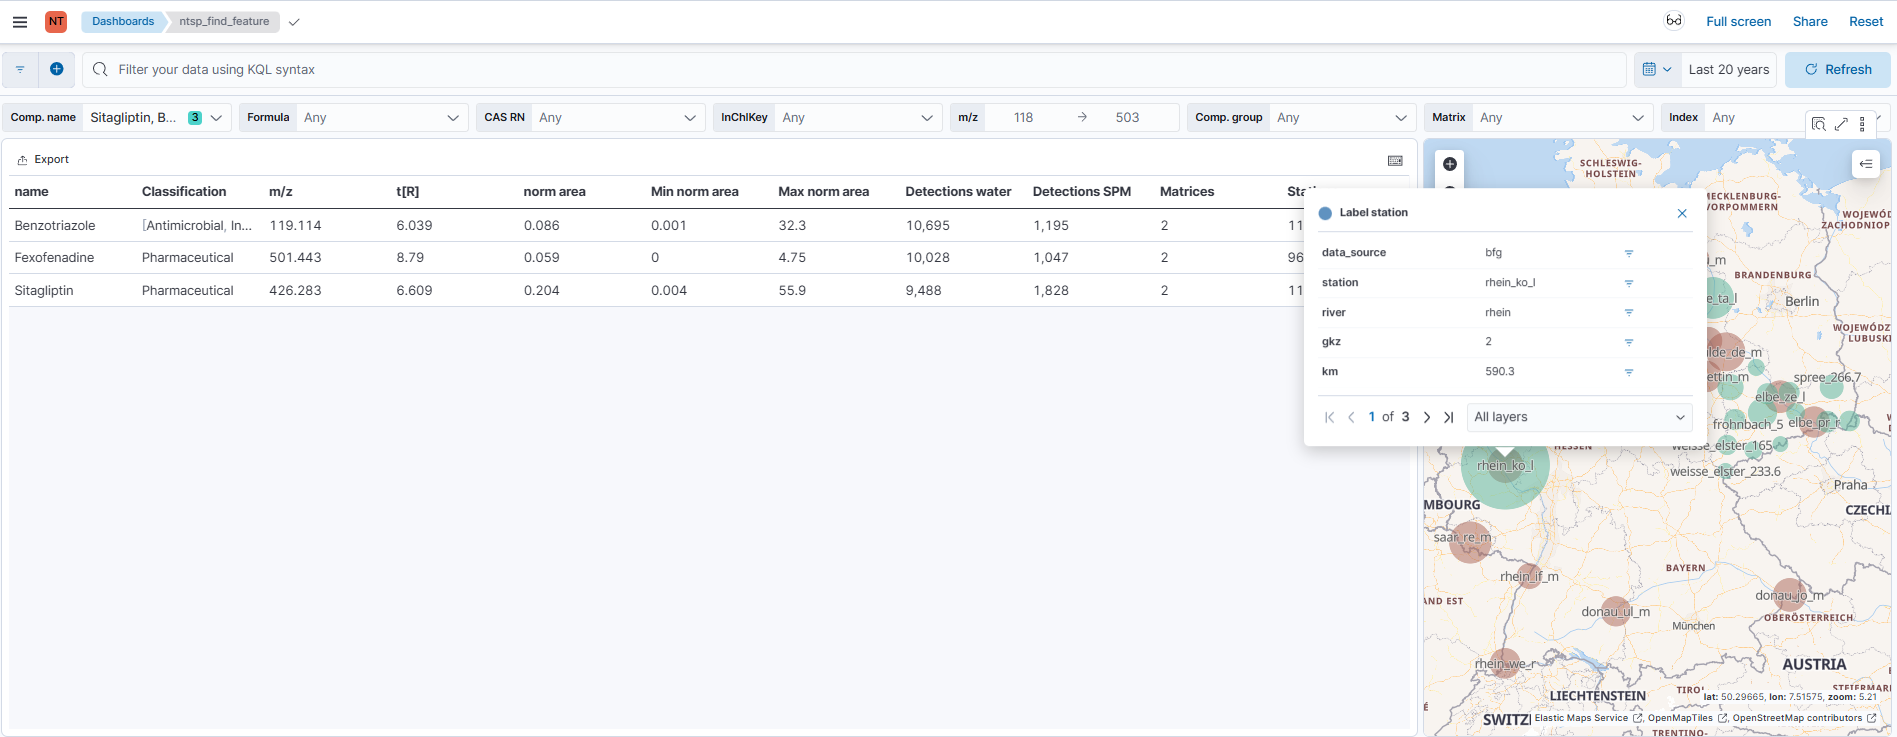 NT Dashboards ntsp_find_feature Full screen Share Reset
Filter your data using KQL syntax Last 20 years Refresh
Comp. name Sitagliptin, B... 3 Formula Any CAS RN Any InChIKey Any m/z 118 → 503 Comp. group Any Matrix Any Index Any
Export
name Classification m/z t[R] norm area Min norm area Max norm area Detections water Detections SPM Matrices
Benzotriazole [Antimicrobial, In... 119.114 6.039 0.086 0.001 32.3 10,695 1,195 2 11
Fexofenadine Pharmaceutical 501.443 8.79 0.059 0 4.75 10,028 1,047 2 96
Sitagliptin Pharmaceutical 426.283 6.609 0.204 0.004 55.9 9,488 1,828 2 11
Label station
data_source bfg
station rhein_ko_l
river rhein
gkz 2
km 590.3
1 of 3 All layers
SCHLESWIG-
HOLSTEIN
MECKLENBURG-
VORPOMMERN
WOJEWÓD
ZACHODNIOP
BRANDENBURG
e_ta_l
Berlin
WOJEWÓDZ
LUBUSKI
ulde_de_m
ettin_m
spree_266.7
elbe_ze_l
frohnbach_5
elbe_pr_r
weisse_elster_165
weisse_elster_233.6
HESSEN
rhein_ko_l
Praha
MBOURG
CZECHI
saar_re_m
rhein_if_m
BAYERN
AND EST
donau_ul_m
donau_jo_m
OBERÖSTERREICH
München
rhein_we_r
AUSTRIA
LIECHTENSTEIN
TIRO
STEIERMARK
lat: 50.29665, lon: 7.51575, zoom: 5.21
SWITZ
Elastic Maps Service, OpenMapTiles, OpenStreetMap contributors
TRENTINO-